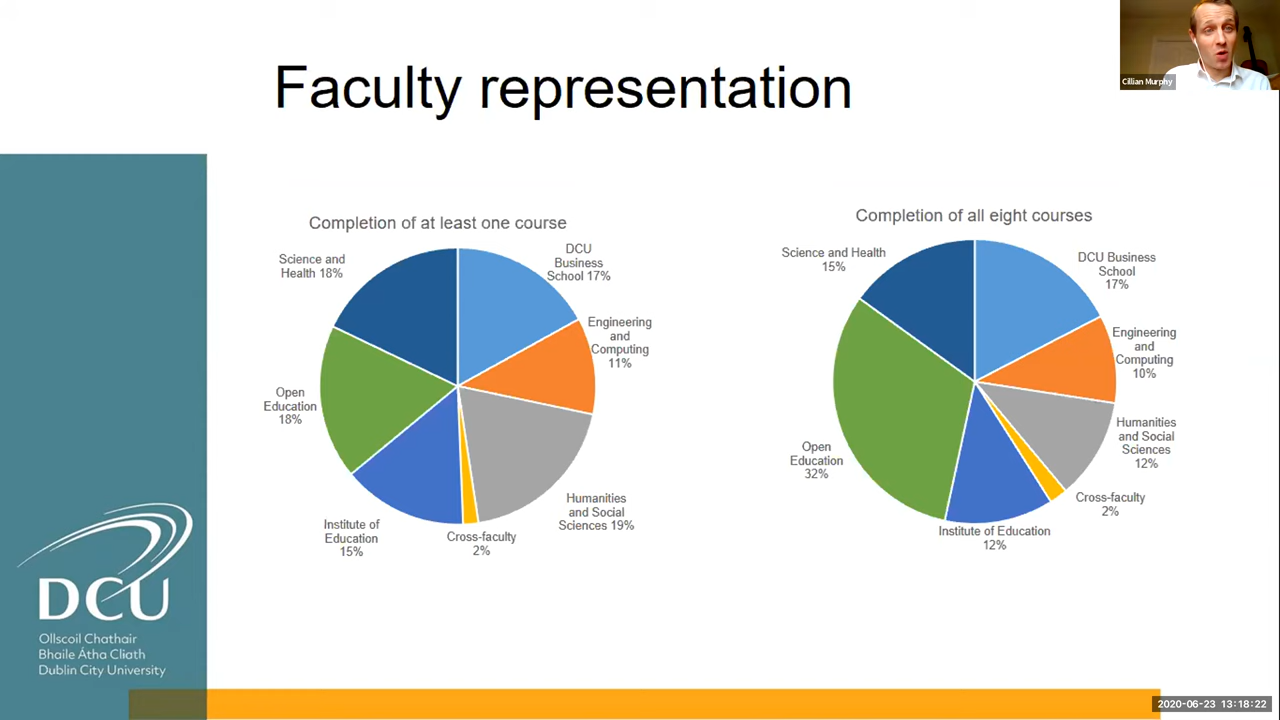 Faculty representation
Cillian Murphy
Completion of at least one course
Science and
Health 18%
DCU
Business
School 17%
Engineering
and
Computing
11%
Open
Education
18%
Humanities
and Social
Sciences 19%
Institute of
Education
15%
Cross-faculty
2%
Completion of all eight courses
Science and Health
15%
DCU Business
School
17%
Engineering
and
Computing
10%
Humanities
and Social
Sciences
12%
Open
Education
32%
Cross-faculty
2%
Institute of Education
12%
DCU
Ollscoil Chathair
Bhaile Átha Cliath
Dublin City University
2020-06-23 13:18:22